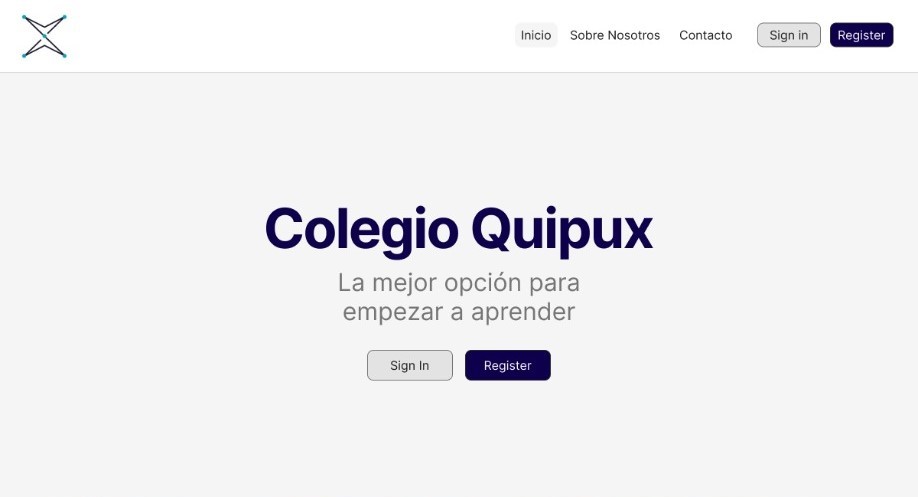 Inicio
Sobre Nosotros
Contacto
Sign in
Register
Colegio Quipux
La mejor opción para
empezar a aprender
Sign In
Register